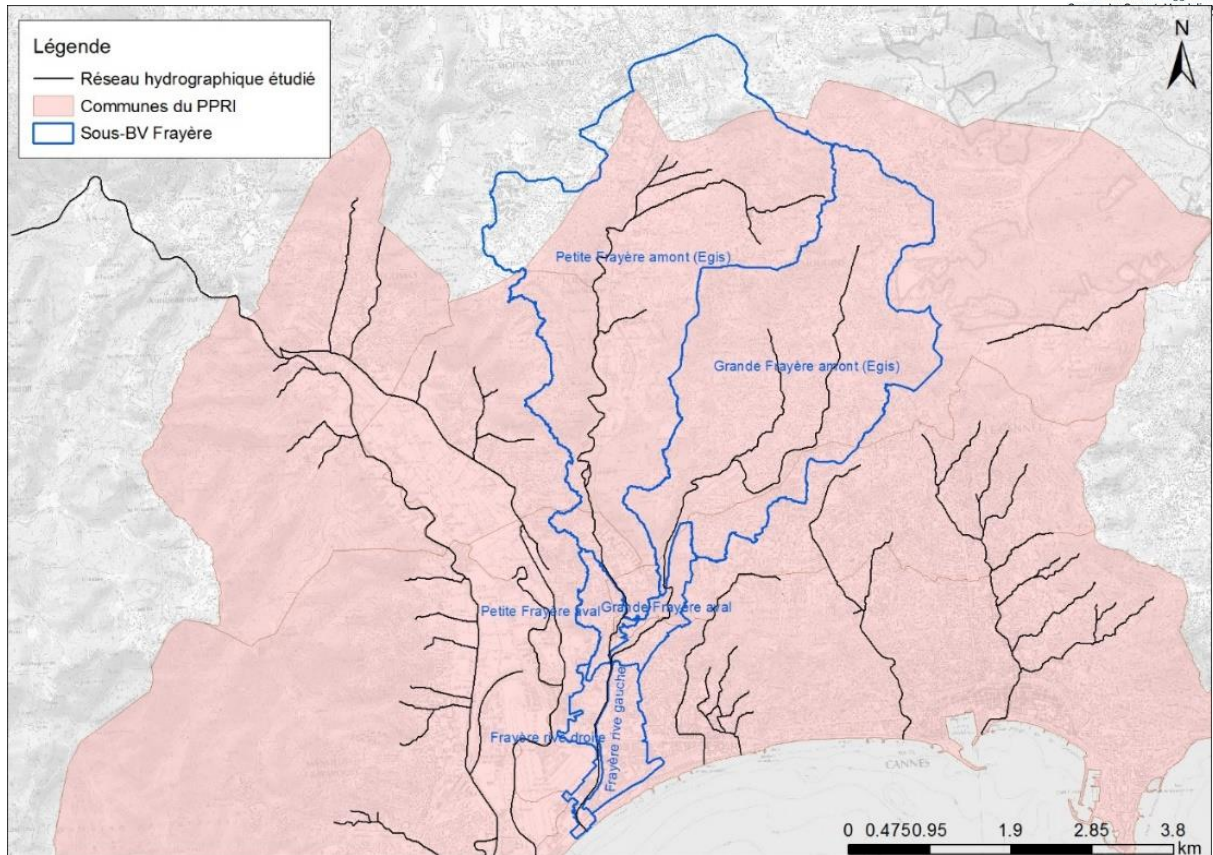 Légende
Réseau hydrographique étudié
Communes du PPRI
Sous-BV Frayère
N
Petite Frayère amont (Egis)
Grande Frayère amont (Egis)
Petite Frayère aval
Grande Frayère aval
Frayère rive droite
Frayère rive gauche
CANNES
0 0.475 0.95 1.9 2.85 3.8
km